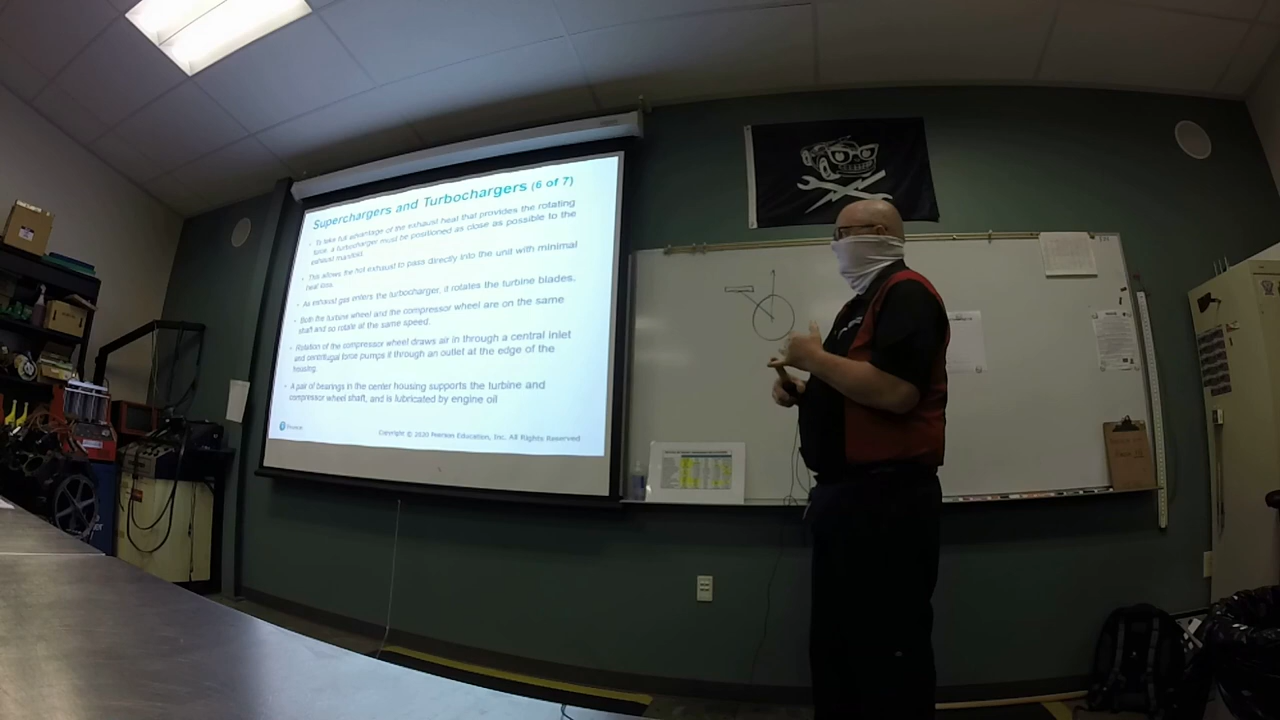 Superchargers and Turbochargers (6 of 7)
• To take full advantage of the exhaust heat that provides the rotating
force, a turbocharger must be positioned as close as possible to the
exhaust manifold.
• This allows the hot exhaust to pass directly into the unit with minimal
heat loss.
• As exhaust gas enters the turbocharger, it rotates the turbine blades.
• Both the turbine wheel and the compressor wheel are on the same
shaft and so rotate at the same speed.
• Rotation of the compressor wheel draws air in through a central inlet
and centrifugal force pumps it through an outlet at the edge of the
housing.
• A pair of bearings in the center housing supports the turbine and
compressor wheel shaft, and is lubricated by engine oil
Pearson
Copyright © 2020 Pearson Education, Inc. All Rights Reserved